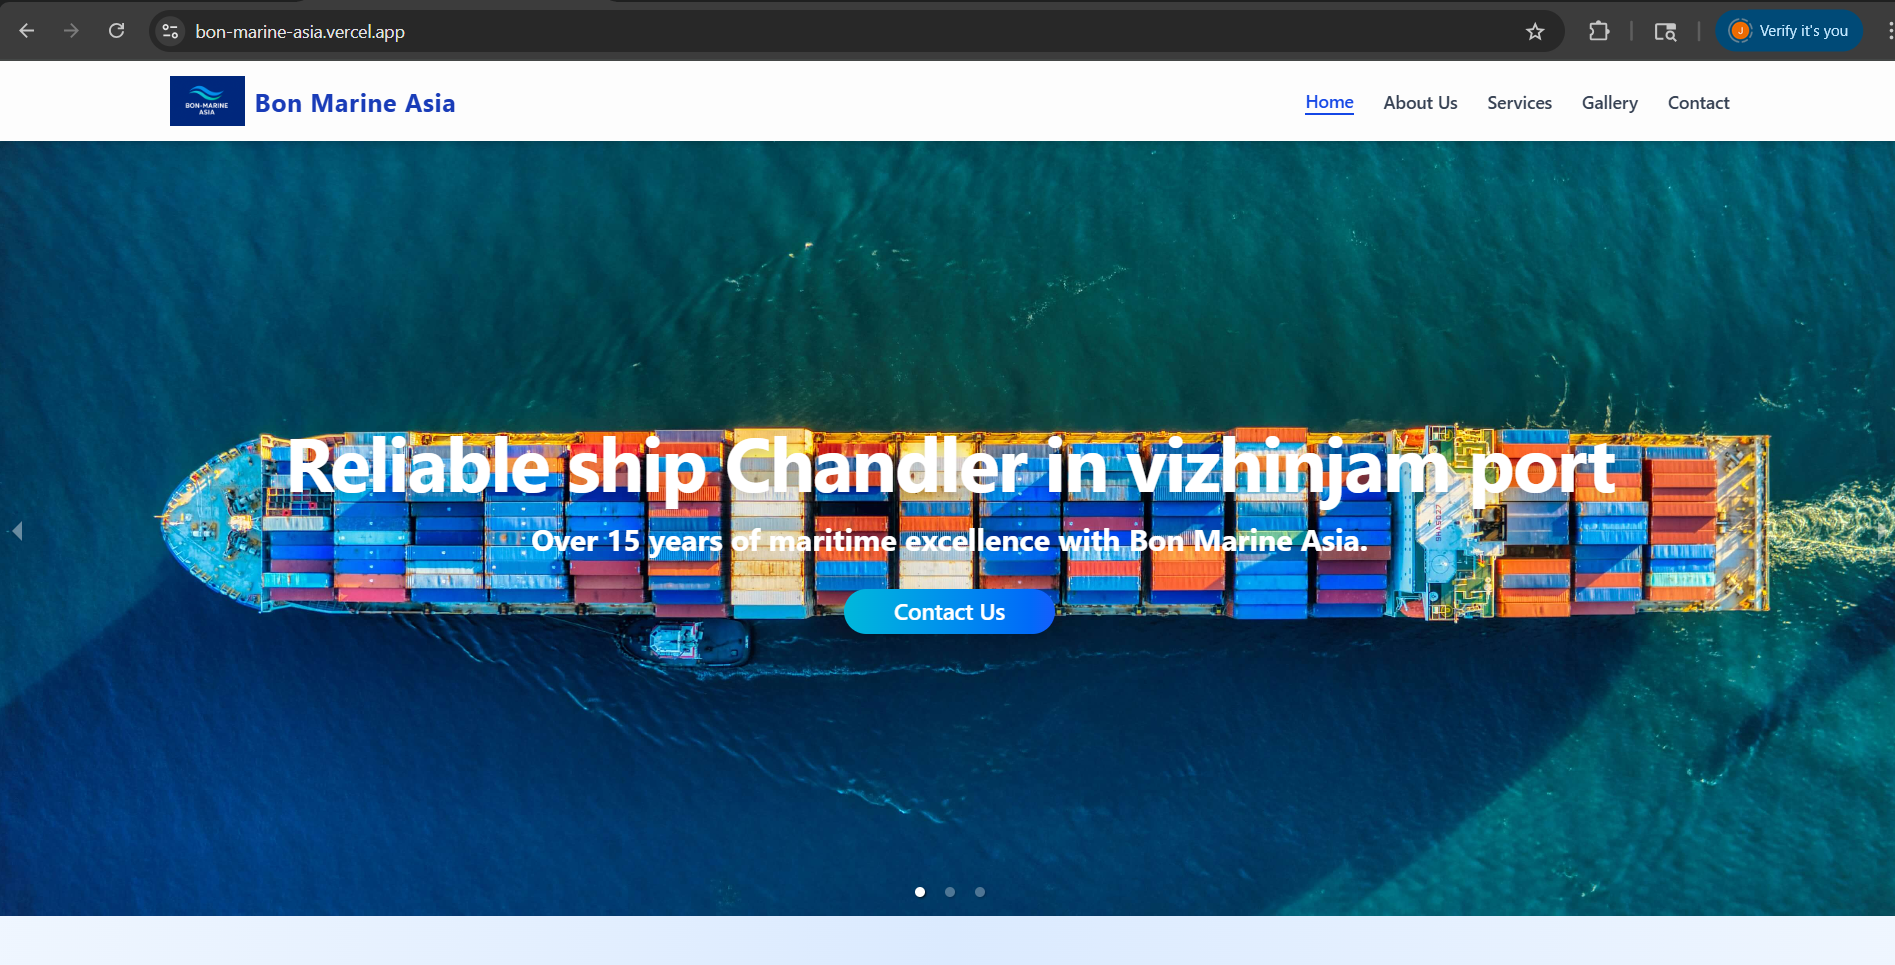 bon-marine-asia.vercel.app
J
Verify it's you
BON-MARINE
ASIA
Bon Marine Asia
Home
About Us
Services
Gallery
Contact
Reliable ship Chandler in vizhinjam port
Over 15 years of maritime excellence with Bon Marine Asia.
Contact Us